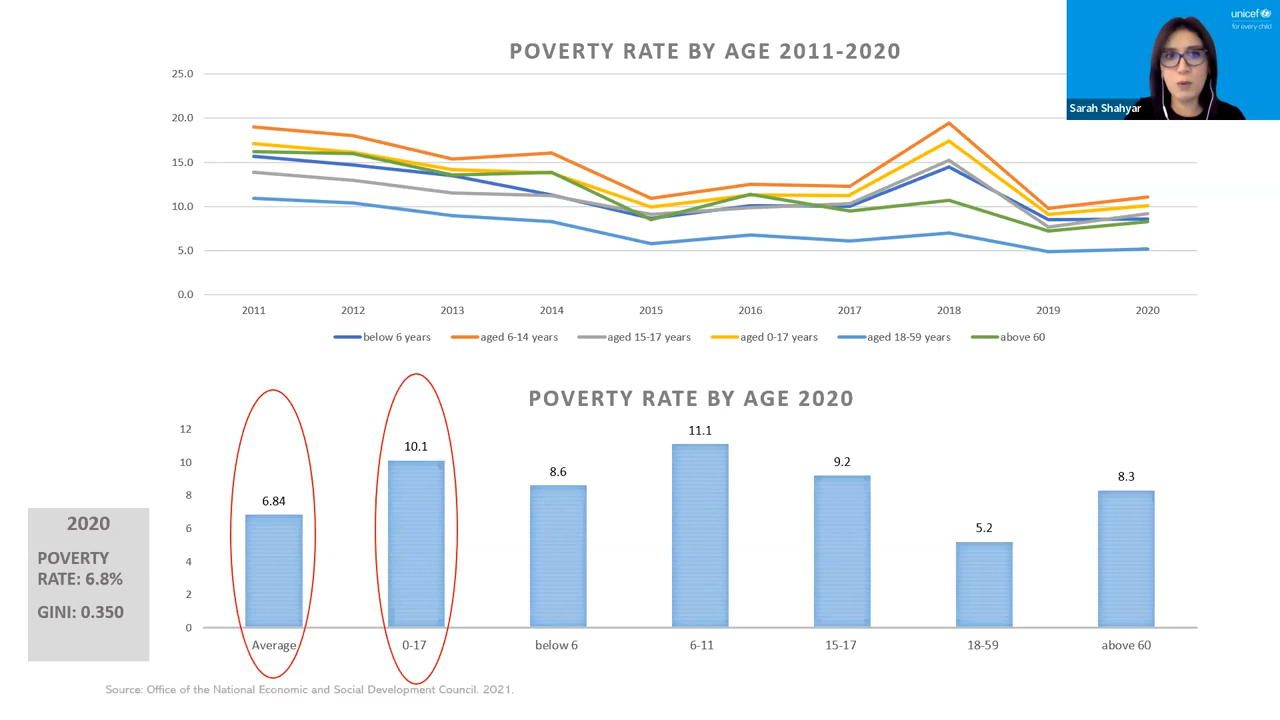 unicef
for every child
Sarah Shahyar
POVERTY RATE BY AGE 2011-2020
25.0
20.0
15.0
10.0
5.0
0.0
2011 2012 2013 2014 2015 2016 2017 2018 2019 2020
below 6 years aged 6-14 years aged 15-17 years aged 0-17 years aged 18-59 years above 60
POVERTY RATE BY AGE 2020
12
10
8
6
4
2
0
6.84 10.1 8.6 11.1 9.2 5.2 8.3
Average 0-17 below 6 6-11 15-17 18-59 above 60
2020
POVERTY
RATE: 6.8%
GINI: 0.350
Source: Office of the National Economic and Social Development Council. 2021.